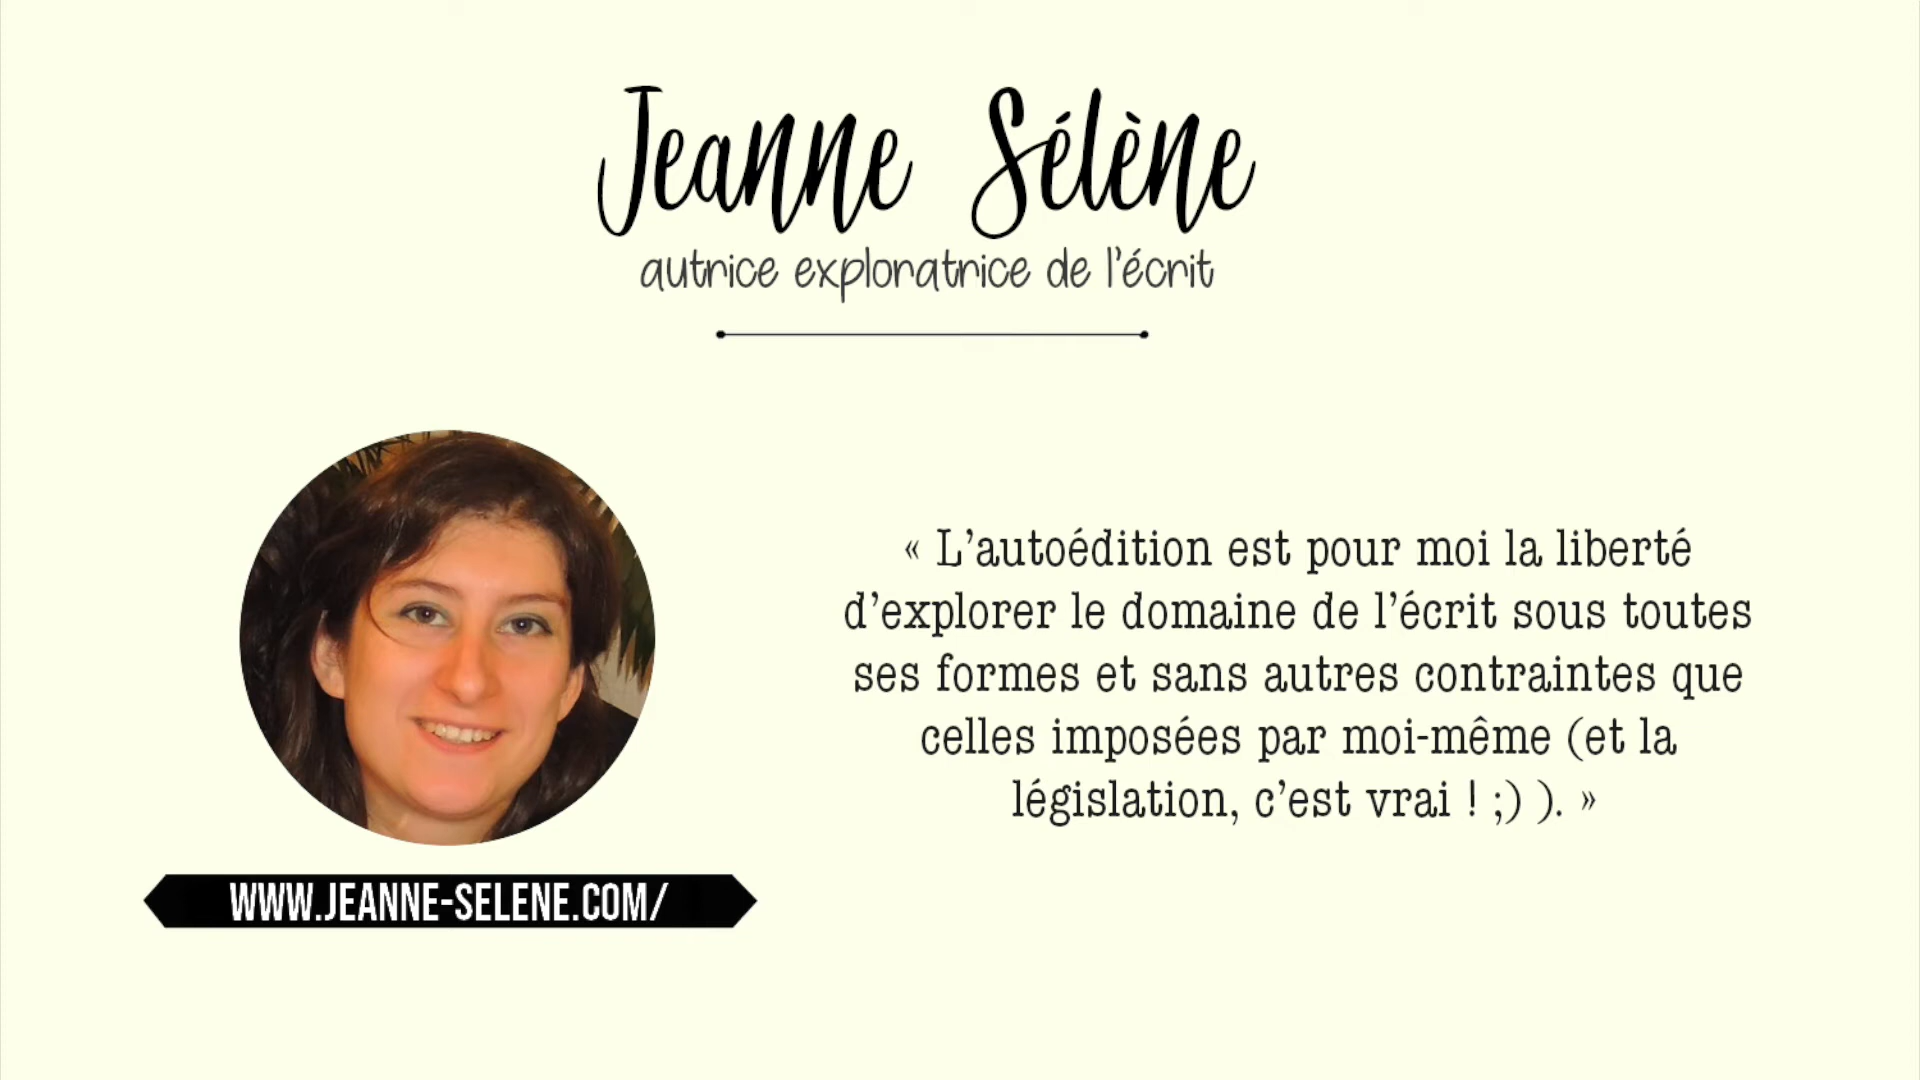 Jeanne Sélène
autrice exploratrice de l'écrit
« L'autoédition est pour moi la liberté
d'explorer le domaine de l'écrit sous toutes
ses formes et sans autres contraintes que
celles imposées par moi-même (et la
législation, c'est vrai ! ;) ). »
WWW.JEANNE-SELENE.COM/